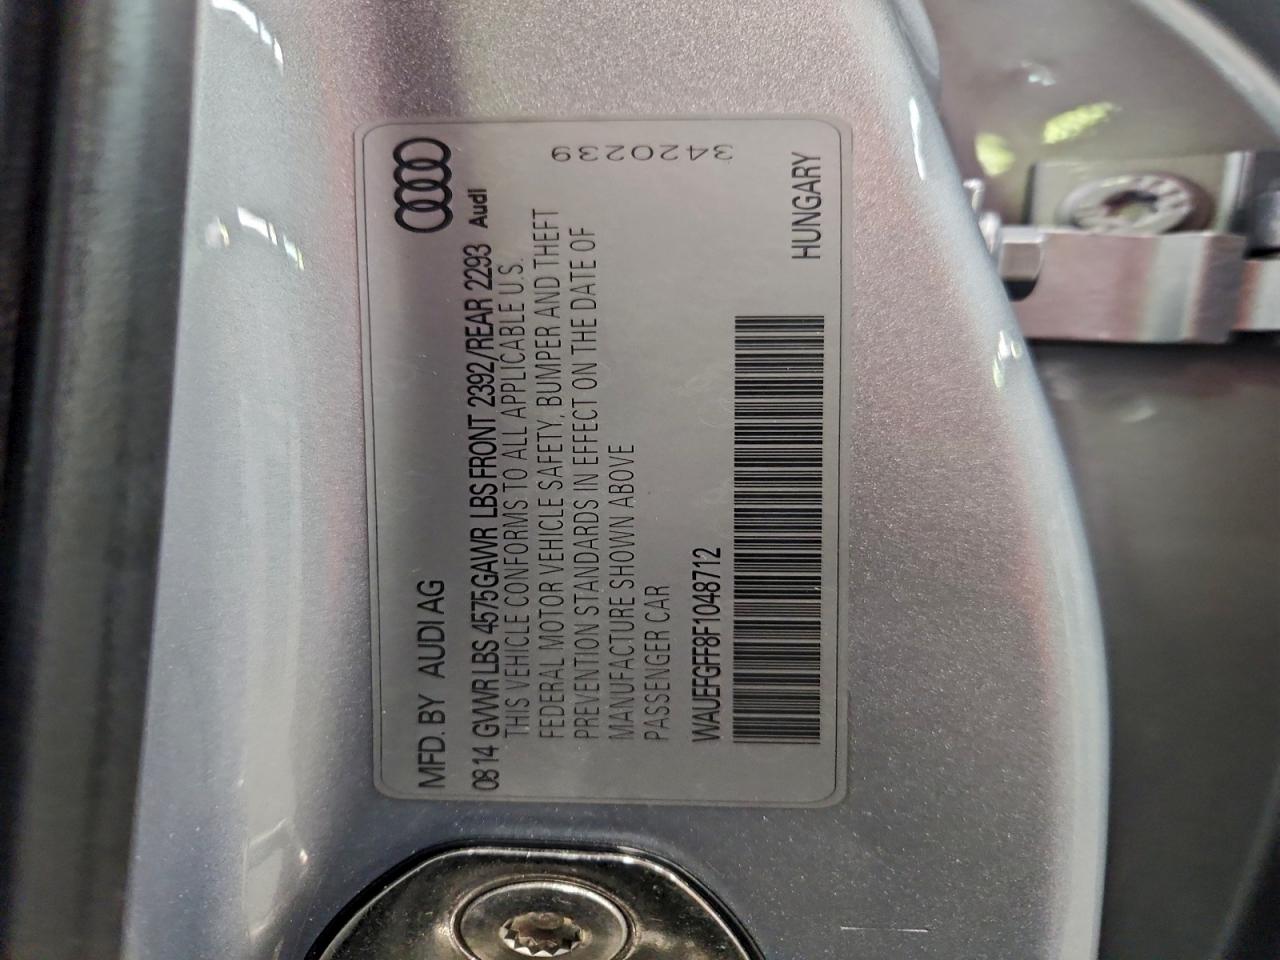 MFD. BY AUDI AG
0814 GVWR LBS 4575 GAWR LBS FRONT 2392/REAR 2293
Audi
THIS VEHICLE CONFORMS TO ALL APPLICABLE U.S.
FEDERAL MOTOR VEHICLE SAFETY, BUMPER AND THEFT
PREVENTION STANDARDS IN EFFECT ON THE DATE OF
MANUFACTURE SHOWN ABOVE
PASSENGER CAR
3420239
WAUEFGFF8F1048712
HUNGARY